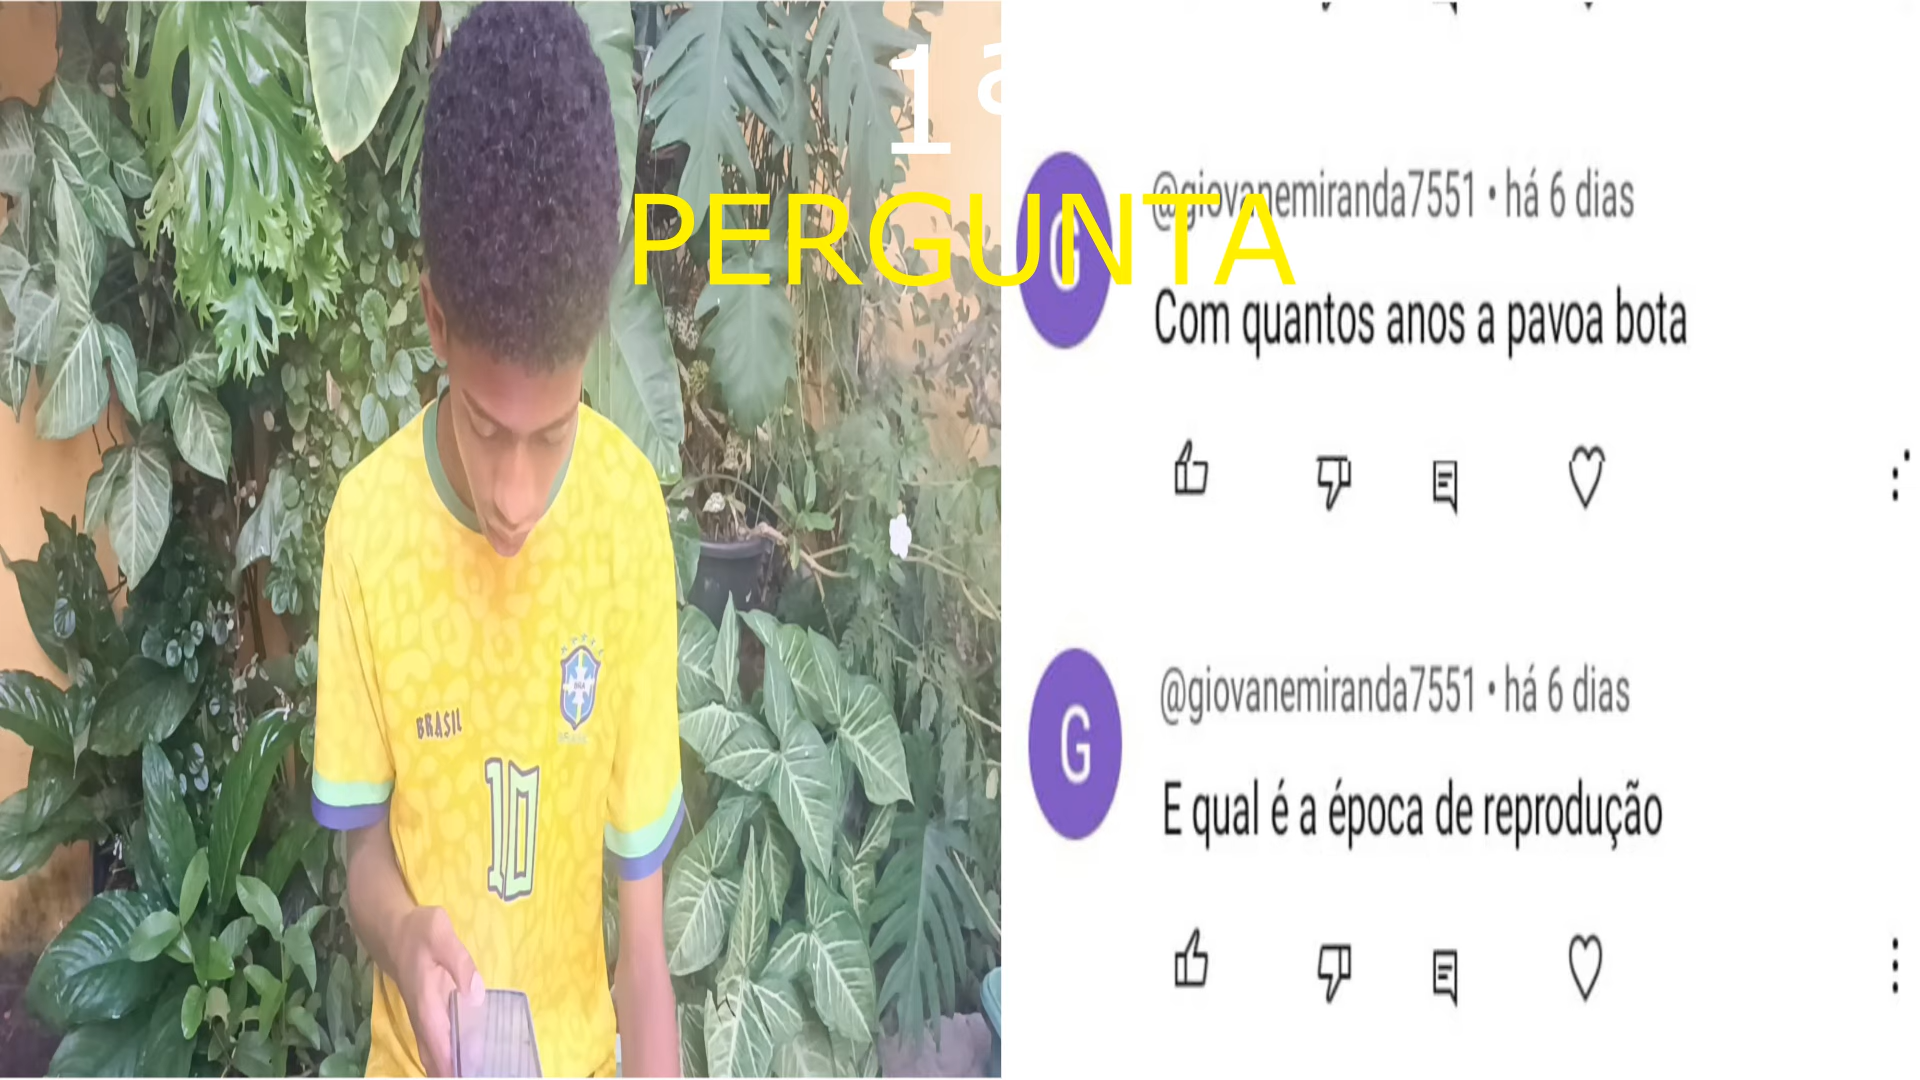 1ª
PERGUNTA
@giovanemiranda7551 • há 6 dias
G
Com quantos anos a pavoa bota
@giovanemiranda7551 • há 6 dias
G
E qual é a época de reprodução
BRASIL
10